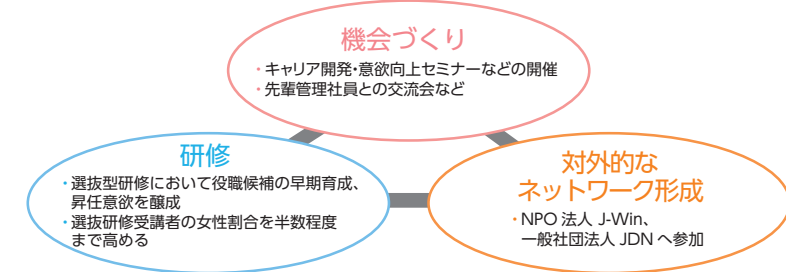 機会づくり
・キャリア開発・意欲向上セミナーなどの開催
・先輩管理社員との交流会など
研修
・選抜型研修において役職候補の早期育成、
昇任意欲を醸成
・選抜研修受講者の女性割合を半数程度
まで高める
対外的な
ネットワーク形成
・NPO 法人 J-Win、
一般社団法人 JDN へ参加